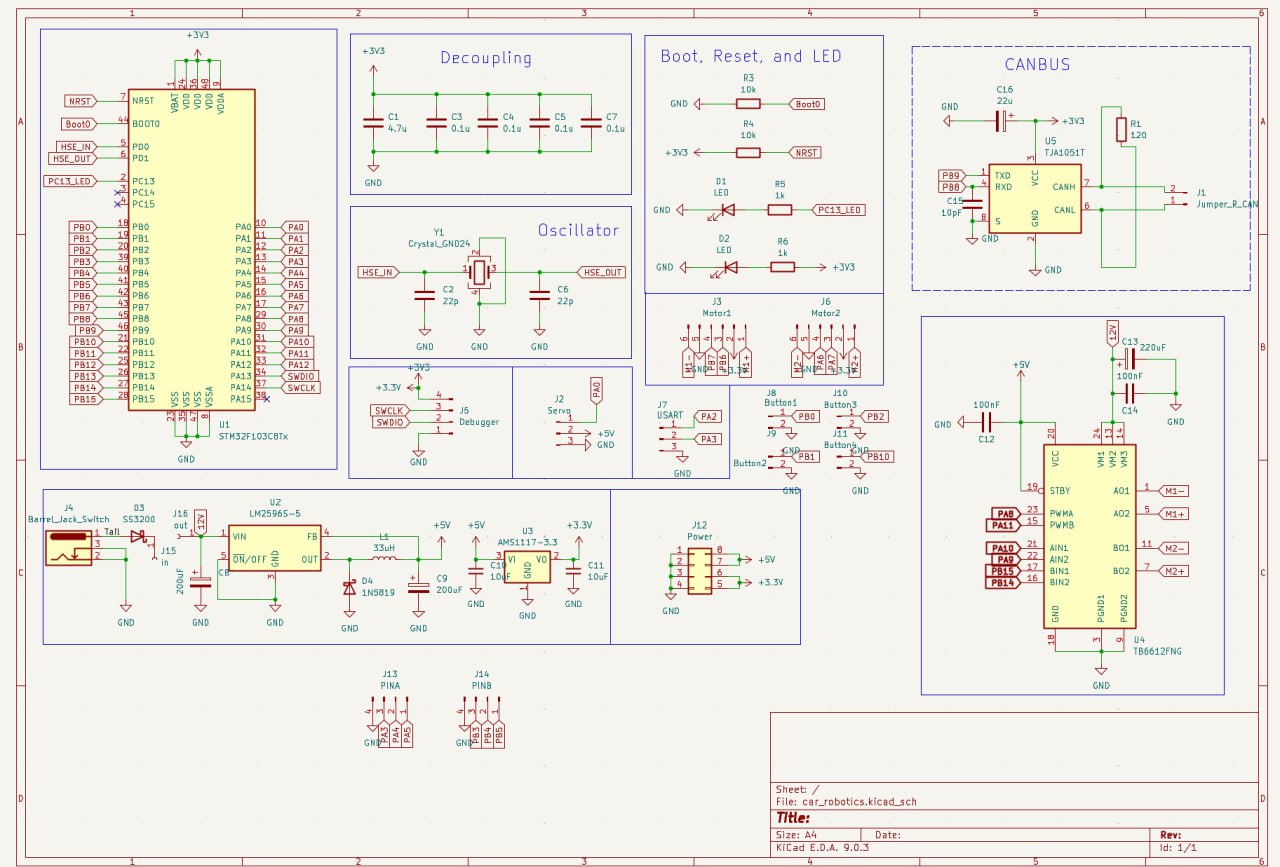 1 2 3 4 5 6
A
B
C
D
+3V3
1 24 36 48 9
VBAT VDD VDD VDD VDDA
NRST 7 NRST
Boot0 44 BOOT0
HSE_IN 5 PD0
HSE_OUT 6 PD1
PC13_LED 2 PC13
3 PC14
4 PC15
PB0 18 PB0 PA0 10 PA0
PB1 19 PB1 PA1 11 PA1
PB2 20 PB2 PA2 12 PA2
PB3 39 PB3 PA3 13 PA3
PB4 40 PB4 PA4 14 PA4
PB5 41 PB5 PA5 15 PA5
PB6 42 PB6 PA6 16 PA6
PB7 43 PB7 PA7 17 PA7
PB8 45 PB8 PA8 29 PA8
PB9 46 PB9 PA9 30 PA9
PB10 21 PB10 PA10 31 PA10
PB11 22 PB11 PA11 32 PA11
PB12 25 PB12 PA12 33 PA12
PB13 26 PB13 PA13 34 SWDIO
PB14 27 PB14 PA14 37 SWCLK
PB15 28 PB15 PA15 38
VSS VSS VSS VSSA
23 35 47 8
U1
STM32F103C8Tx
GND
Decoupling
+3V3
C1 C3 C4 C5 C7
4.7u 0.1u 0.1u 0.1u 0.1u
GND
Oscillator
Y1
Crystal_GND24
HSE_IN 1 2 3 4 HSE_OUT
C2 C6
22p 22p
GND GND GND
Boot, Reset, and LED
R3
10k
GND Boot0
R4
10k
+3V3 NRST
D1
LED
R5
1k
GND PC13_LED
D2
LED
R6
1k
GND +3V3
J3
Motor1
6 5 4 3 2 1
M1- GND PB7 PB6 +3.3V M1+
J6
Motor2
6 5 4 3 2 1
M2- GND PA6 PA7 +3.3V M2+
CANBUS
C16
22u
GND +3V3
R1
120
U5
TJA1051T
PB9 1 TXD
PB8 4 RXD
8 S
3 VCC
2 GND
CANH 7
CANL 6
C15
10pF
GND GND
2
1
J1
Jumper_R_CAN
+3V3
+3.3V
SWCLK
SWDIO
4
3
2
1
J5
Debugger
GND
J2
Servo
PA0
1
2
3
+5V
GND
J7
USART
1 PA2
2 PA3
3
GND
J8
Button1
1 PB0
2
GND
J9
Button2
1 PB1
2
GND
J10
Button3
1 PB2
2
GND
J11
Button4
1 PB10
2
GND
J4
Barrel_Jack_Switch
1
3
2
Tall
GND
D3
SS3200
J15
in
J16
out
12V
200uF
C8
GND
U2
LM2596S-5
1 VIN FB 4
5 ON/OFF GND OUT 2
3
GND
L1
33uH
+5V
D4
1N5819
GND
C9
200uF
GND
+5V
C10
10uF
GND
U3
AMS1117-3.3
3 VI VO 2
GND
1
GND
+3.3V
C11
10uF
GND
J12
Power
1 8
2 7
3 6
4 5
+5V
+3.3V
GND
12V
C13
220uF
100nF
C14
GND
+5V
100nF
GND
C12
20 24 13 14
VCC VM1 VM2 VM3
19 STBY AO1 1 M1-
PA8 23 PWMA AO2 5 M1+
PA11 15 PWMB
PA10 21 AIN1 BO1 11 M2-
PA9 22 AIN2
PB15 17 BIN1 BO2 7 M2+
PB14 16 BIN2
GND PGND1 PGND2
18 3 9
U4
TB6612FNG
GND
J13
PINA
4 3 2 1
GND PA3 PA4 PA5
J14
PINB
4 3 2 1
GND PB3 PB4 PB5
Sheet: /
File: car_robotics.kicad_sch
Title:
Size: A4 Date: Rev:
KiCad E.D.A. 9.0.3 Id: 1/1